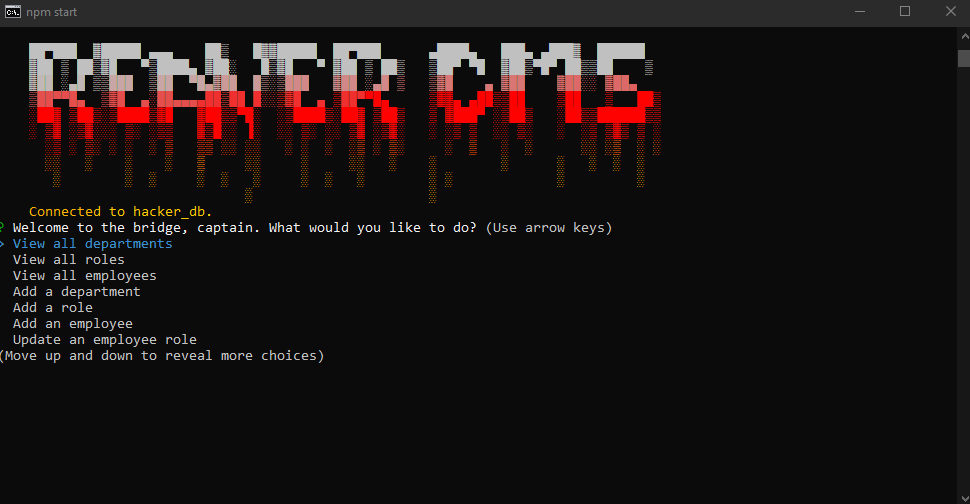 REAVER CMS
npm start
Connected to hacker_db.
? Welcome to the bridge, captain. What would you like to do? (Use arrow keys)
> View all departments
View all roles
View all employees
Add a department
Add a role
Add an employee
Update an employee role
(Move up and down to reveal more choices)